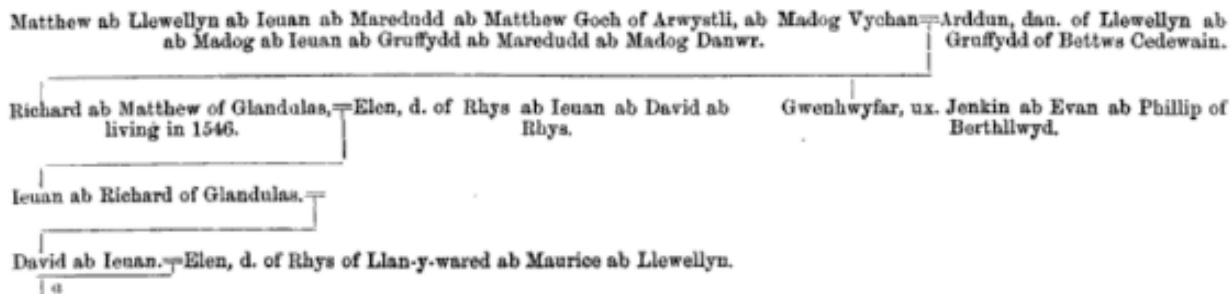 Matthew ab Llewellyn ab Ieuan ab Maredudd ab Matthew Goch of Arwystli, ab Madog Vychan=Arddun, dau. of Llewellyn ab
ab Madog ab Ieuan ab Gruffydd ab Maredudd ab Madog Danwr. Gruffydd of Bettws Cedewain.
Richard ab Matthew of Glandulas,=Elen, d. of Rhys ab Ieuan ab David ab Gwenhwyfar, ux. Jenkin ab Evan ab Phillip of
living in 1546. Rhys. Berthllwyd.
Ieuan ab Richard of Glandulas.=
David ab Ieuan.=Elen, d. of Rhys of Llan-y-wared ab Maurice ab Llewellyn.
a